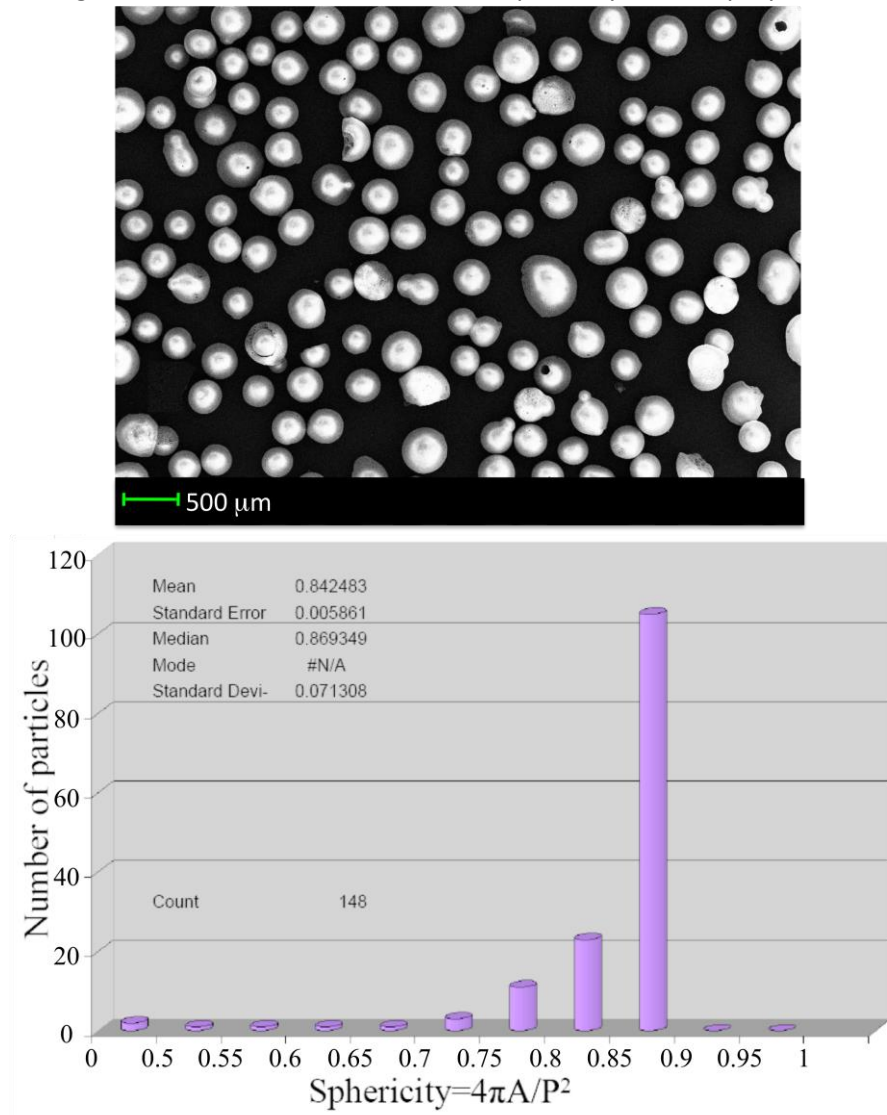 500 μm
120
100
80
60
40
20
0
Number of particles
Mean 0.842483
Standard Error 0.005861
Median 0.869349
Mode #N/A
Standard Devi- 0.071308
Count 148
0 0.5 0.55 0.6 0.65 0.7 0.75 0.8 0.85 0.9 0.95 1
Sphericity=4πA/P²